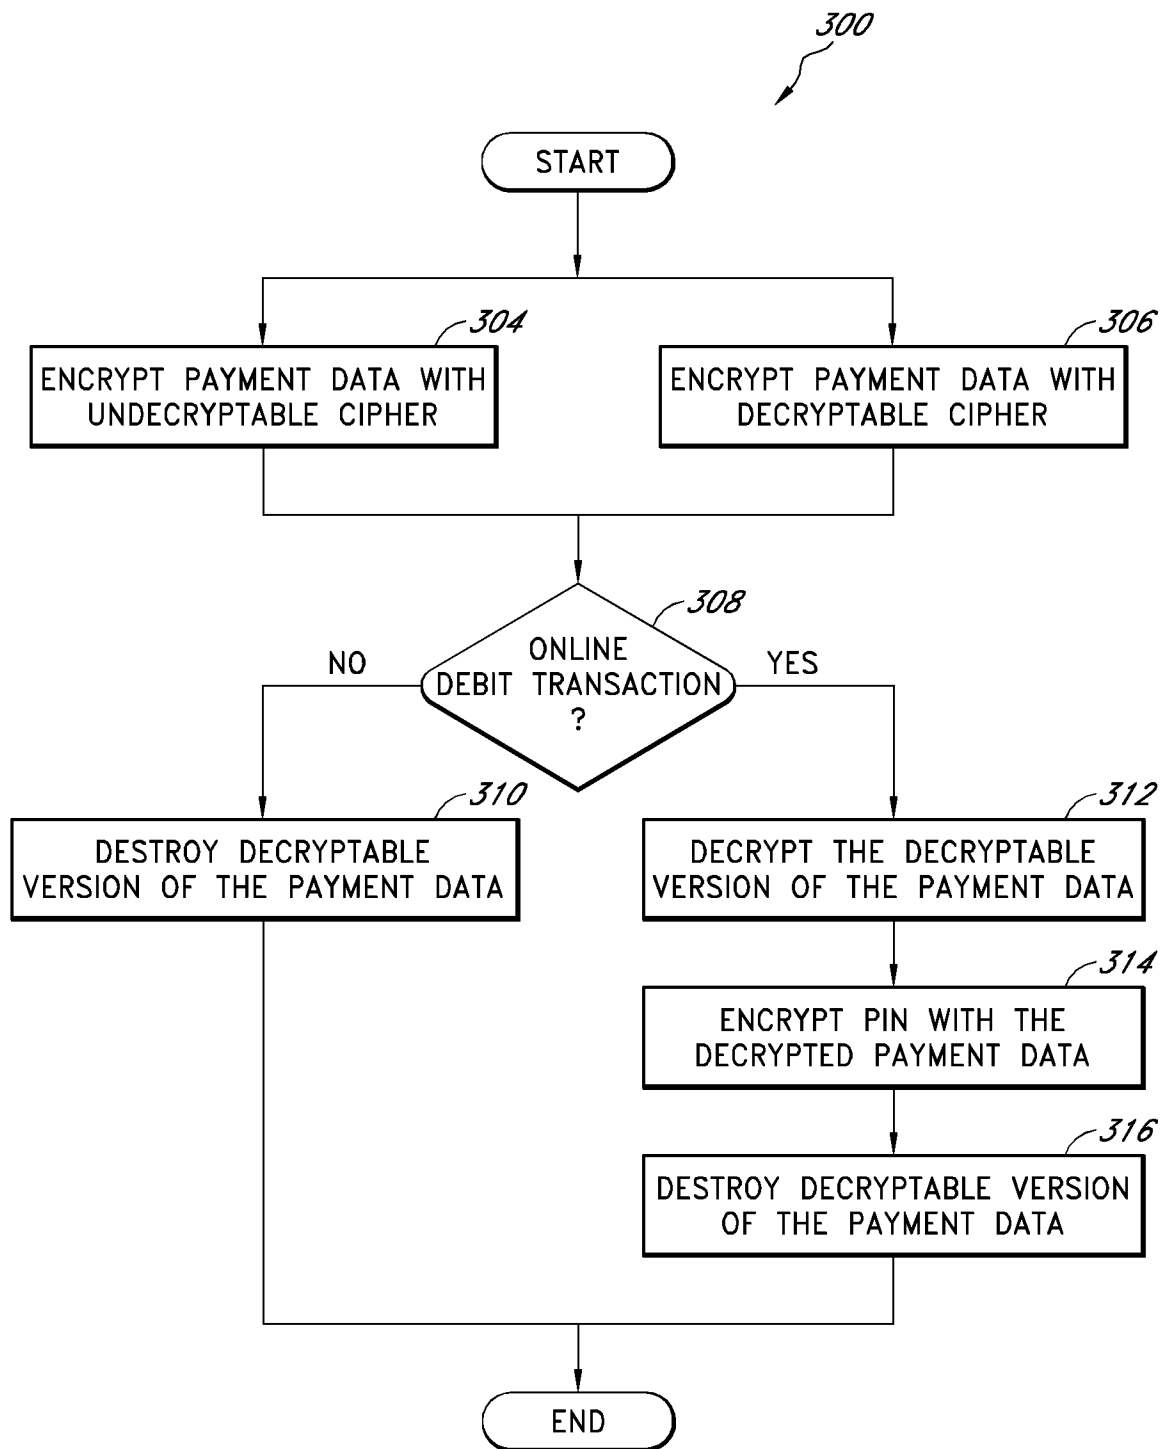 300
START
304
306
ENCRYPT PAYMENT DATA WITH
UNDECRYPTABLE CIPHER
ENCRYPT PAYMENT DATA WITH
DECRYPTABLE CIPHER
308
ONLINE
DEBIT TRANSACTION
?
NO
YES
310
312
DESTROY DECRYPTABLE
VERSION OF THE PAYMENT DATA
DECRYPT THE DECRYPTABLE
VERSION OF THE PAYMENT DATA
314
ENCRYPT PIN WITH THE
DECRYPTED PAYMENT DATA
316
DESTROY DECRYPTABLE VERSION
OF THE PAYMENT DATA
END